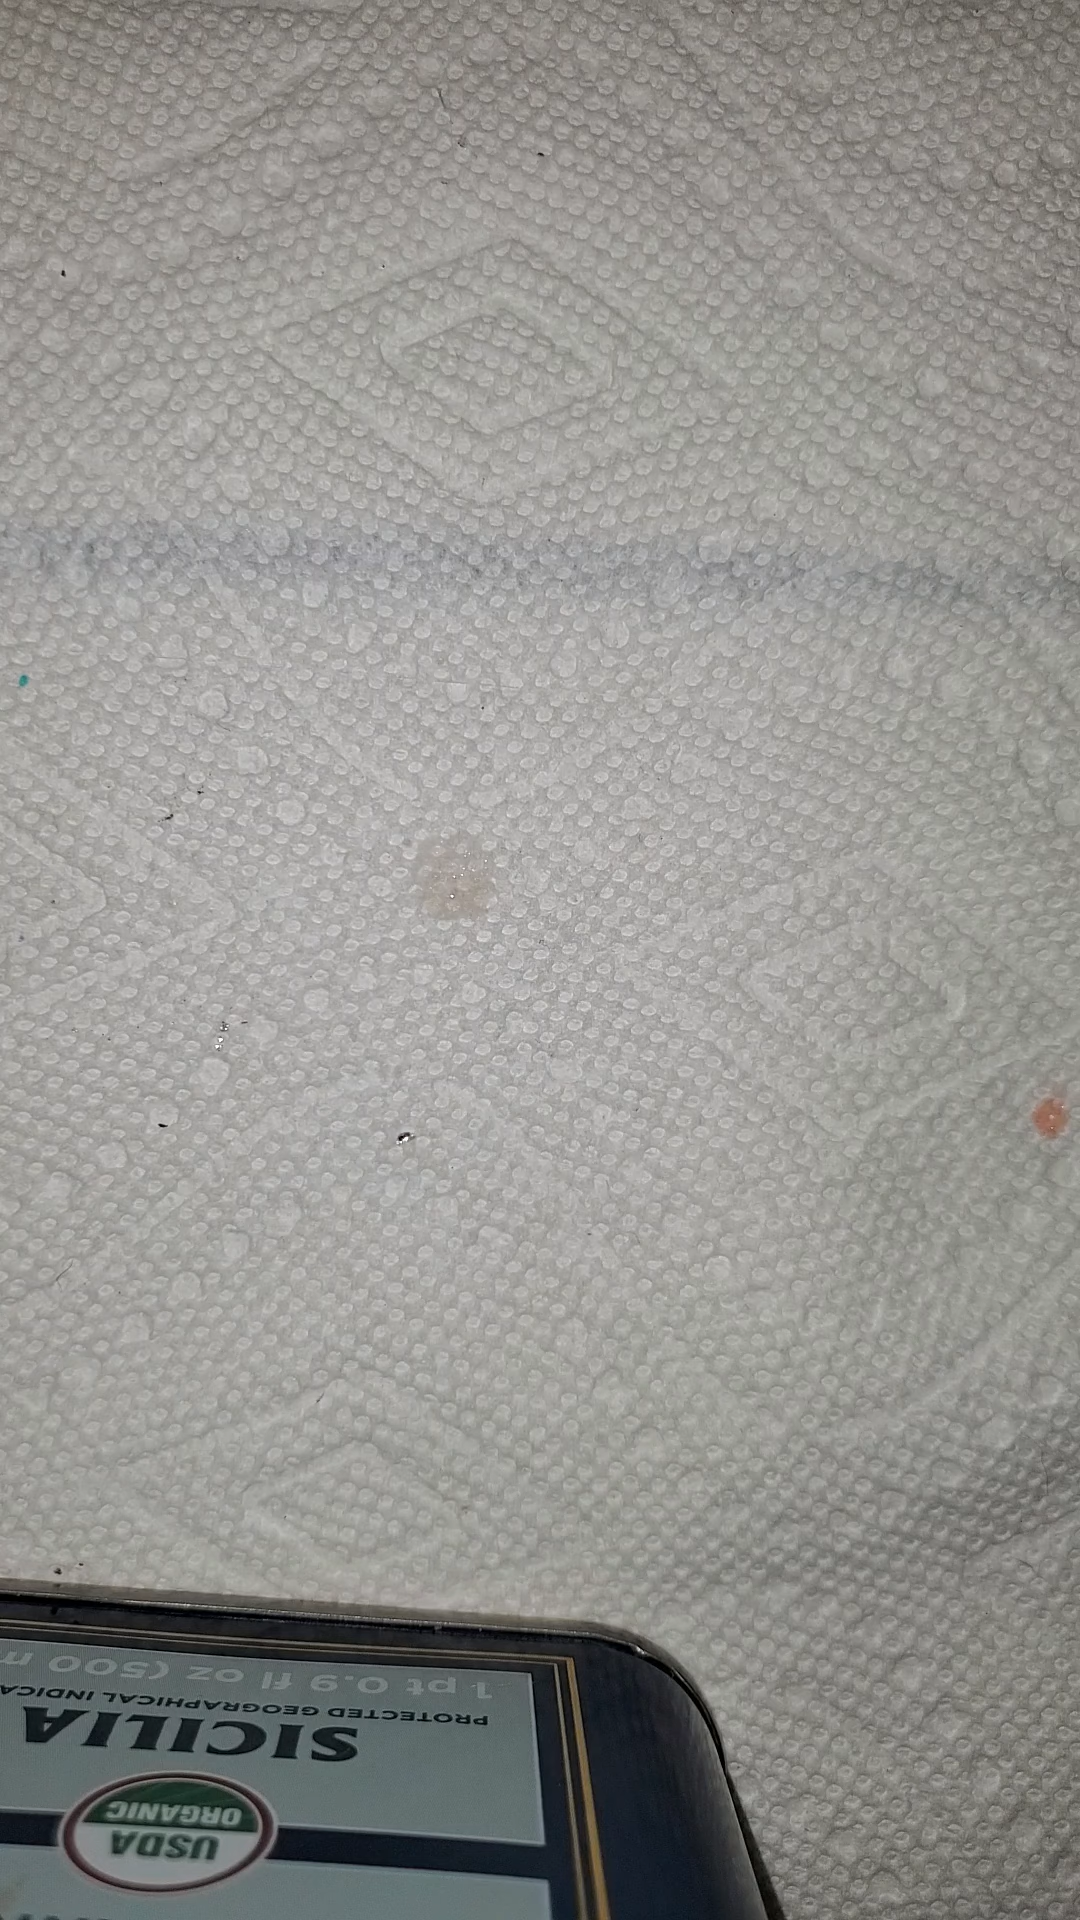 USDA
ORGANIC
SICILIA
PROTECTED GEOGRAPHICAL INDICA
1 pt 0.9 fl oz (500 m